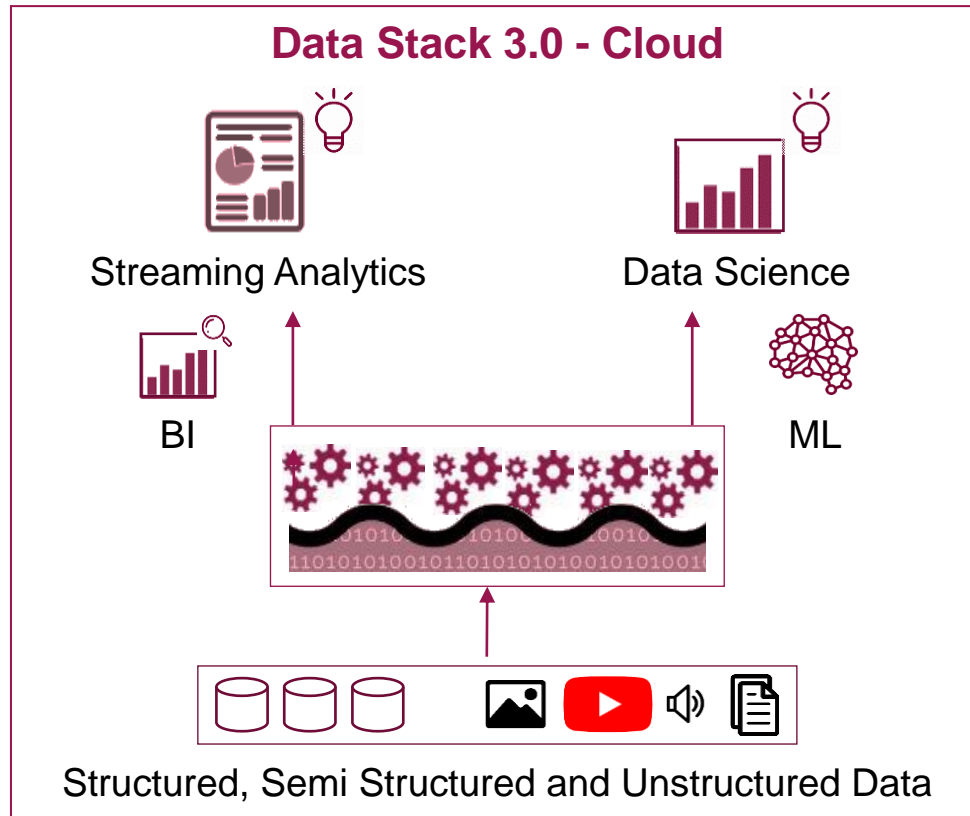 Data Stack 3.0 - Cloud
Streaming Analytics
Data Science
BI
ML
Structured, Semi Structured and Unstructured Data